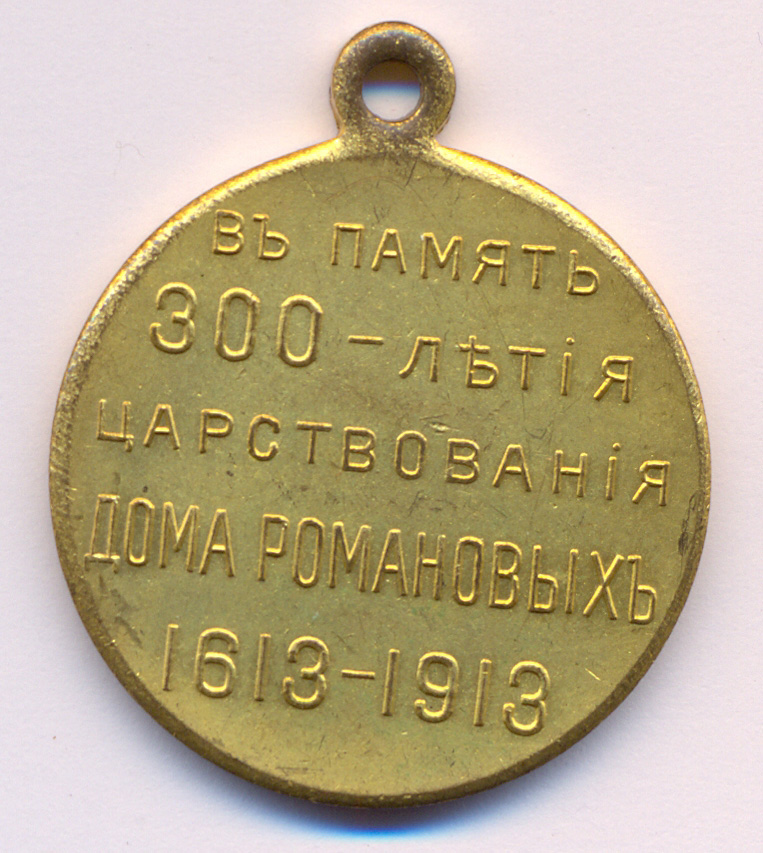 ВЪ ПАМЯТЬ
300-ЛѢТІЯ
ЦАРСТВОВАНІЯ
ДОМА РОМАНОВЫХЪ
1613-1913